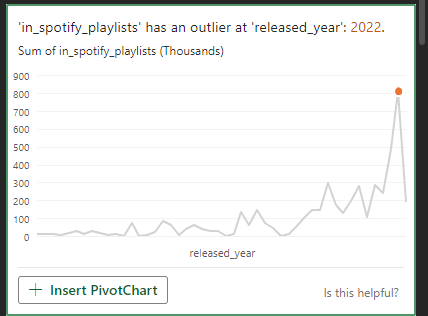 'in_spotify_playlists' has an outlier at 'released_year': 2022.
Sum of in_spotify_playlists (Thousands)
900
800
700
600
500
400
300
200
100
0
released_year
Insert PivotChart
Is this helpful?